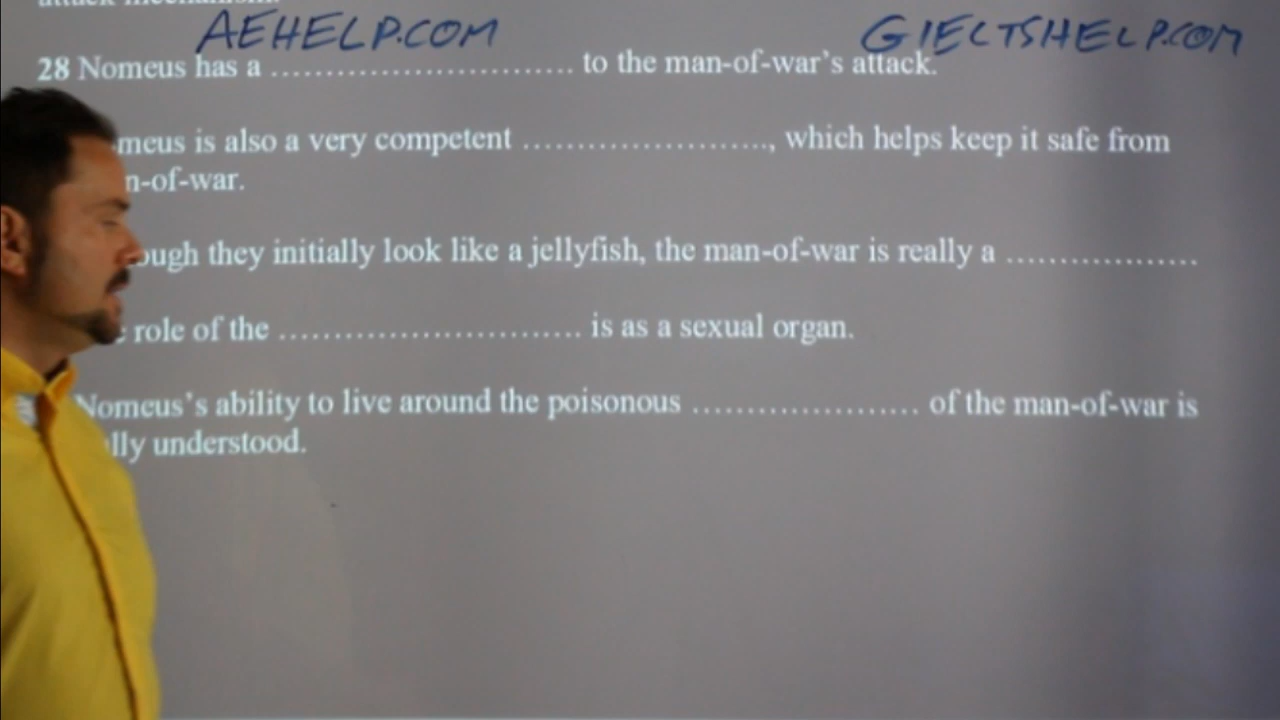 AEHELP.COM
GIELTSHELP.COM
28 Nomeus has a ............................ to the man-of-war's attack.
meus is also a very competent ......................., which helps keep it safe from
n-of-war.
ough they initially look like a jellyfish, the man-of-war is really a ..................
role of the ............................ is as a sexual organ.
Nomeus's ability to live around the poisonous ..................... of the man-of-war is
lly understood.